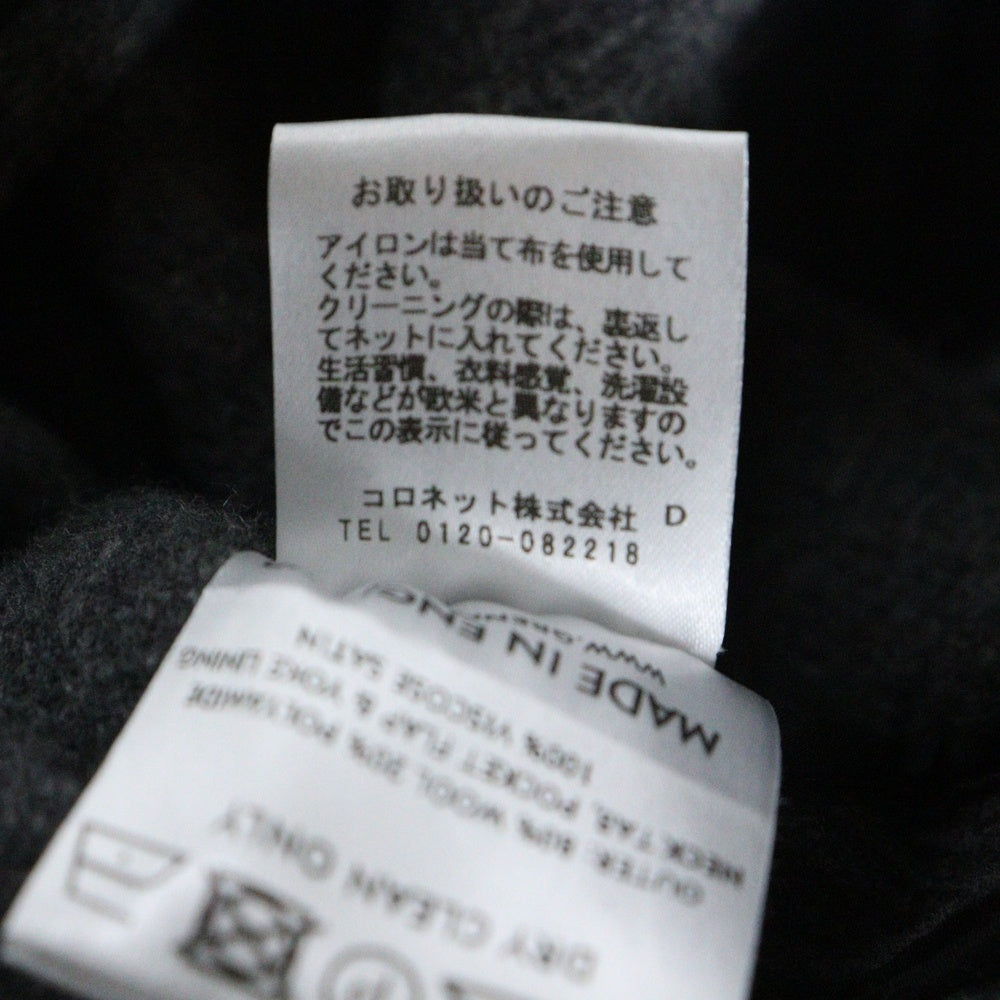 お取り扱いのご注意
アイロンは当て布を使用して
ください。
クリーニングの際は、裏返し
てネットに入れてください。
生活習慣、衣料感覚、洗濯設
備などが欧米と異なりますの
でこの表示に従ってください。
コロネット株式会社 D
TEL 0120-082218
DRY CLEAN ONLY
OUTER: 80% WOOL 20% POLYAMIDE
NECK TAB, POCKET FLAP & YOKE LINING
100% VISCOSE SATIN
MADE IN ENG